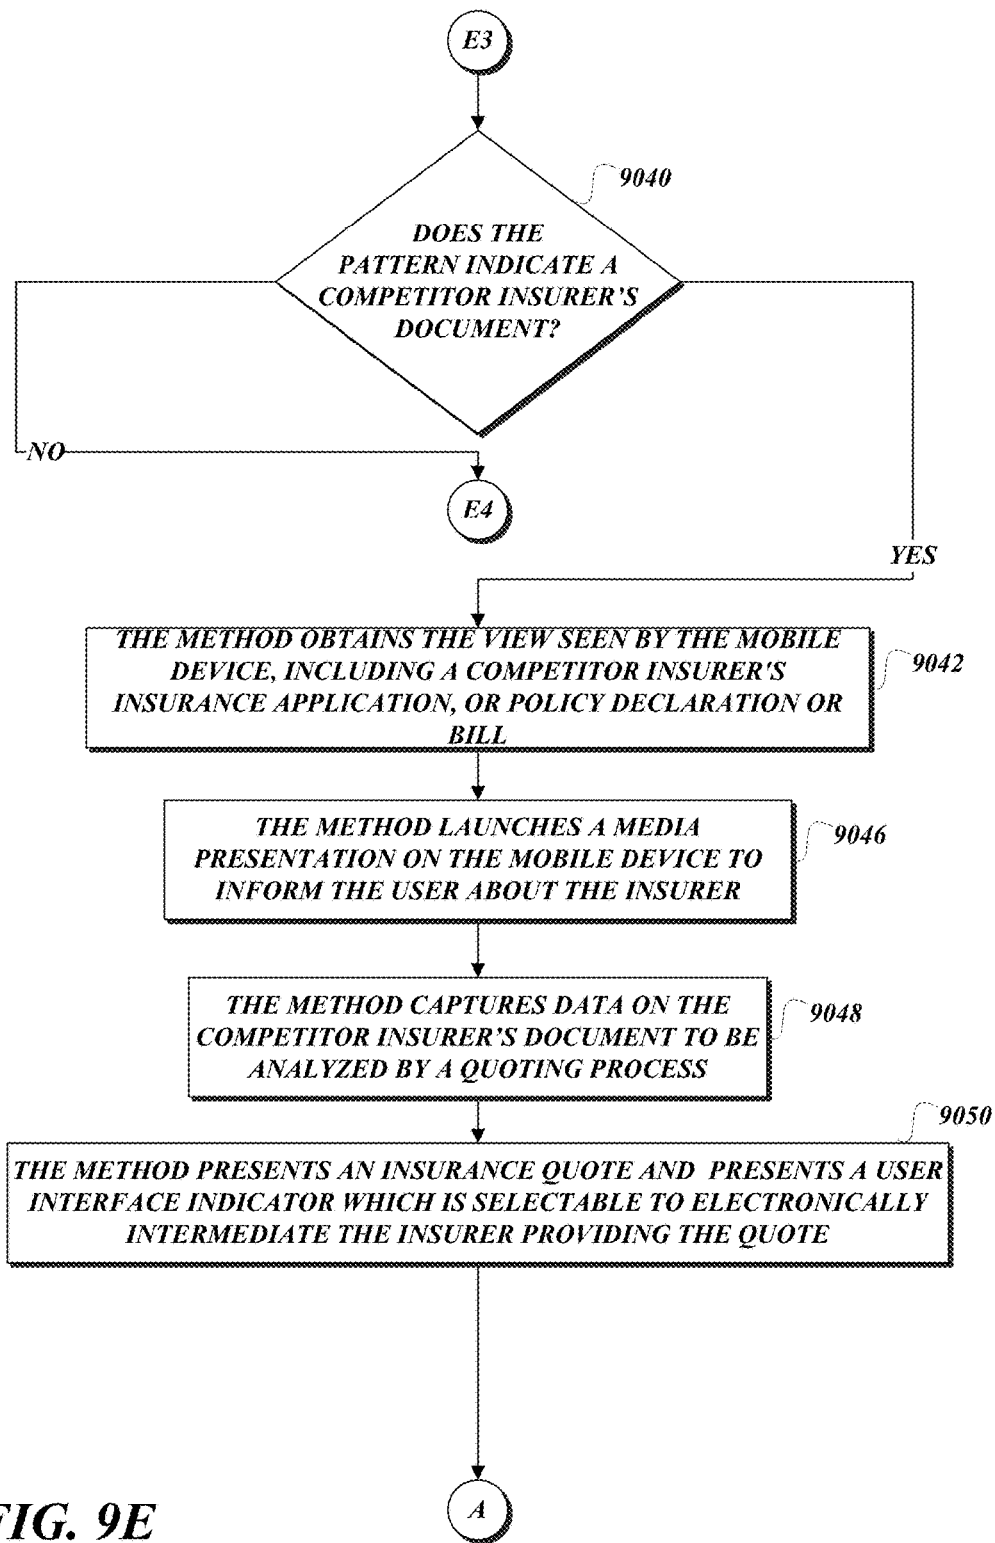 E3
9040
DOES THE
PATTERN INDICATE A
COMPETITOR INSURER'S
DOCUMENT?
NO
E4
YES
THE METHOD OBTAINS THE VIEW SEEN BY THE MOBILE
DEVICE, INCLUDING A COMPETITOR INSURER'S
INSURANCE APPLICATION, OR POLICY DECLARATION OR
BILL
9042
THE METHOD LAUNCHES A MEDIA
PRESENTATION ON THE MOBILE DEVICE TO
INFORM THE USER ABOUT THE INSURER
9046
THE METHOD CAPTURES DATA ON THE
COMPETITOR INSURER'S DOCUMENT TO BE
ANALYZED BY A QUOTING PROCESS
9048
9050
THE METHOD PRESENTS AN INSURANCE QUOTE AND PRESENTS A USER
INTERFACE INDICATOR WHICH IS SELECTABLE TO ELECTRONICALLY
INTERMEDIATE THE INSURER PROVIDING THE QUOTE
A
FIG. 9E